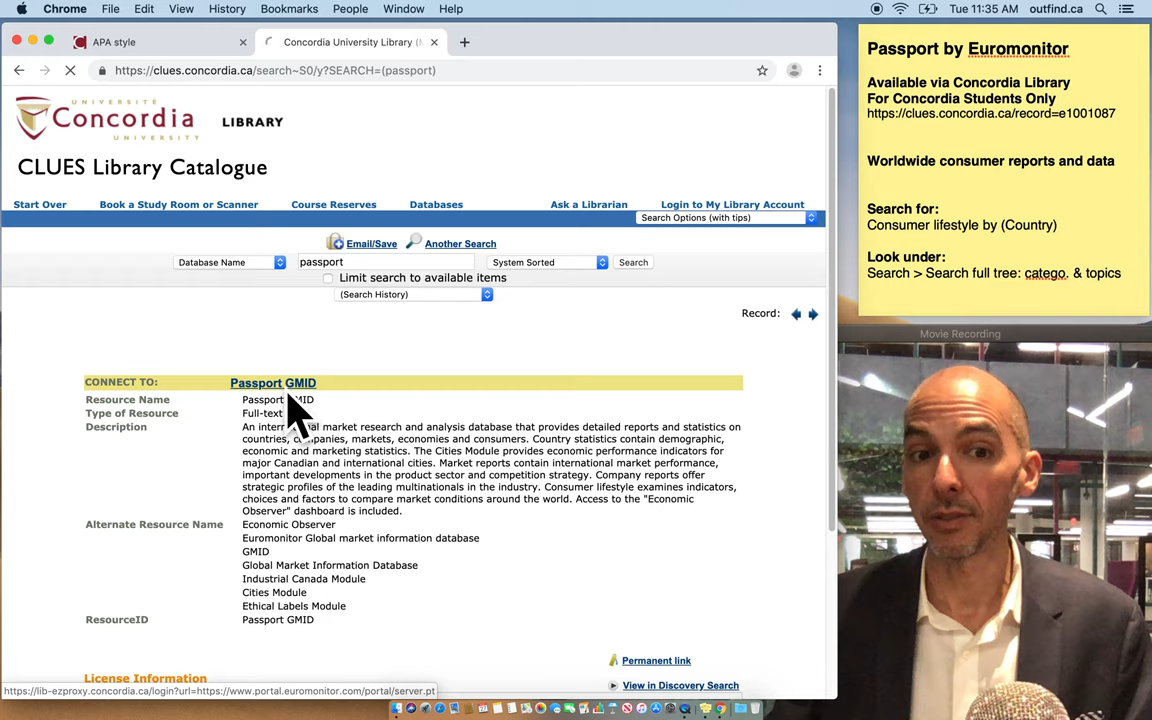 Chrome File Edit View History Bookmarks People Window Help Tue 11:35 AM outfind.ca
APA style
Concordia University Library (
https://clues.concordia.ca/search~S0/y?SEARCH=(passport)
UNIVERSITÉ
Concordia
UNIVERSITY
LIBRARY
CLUES Library Catalogue
Start Over Book a Study Room or Scanner Course Reserves Databases Ask a Librarian Login to My Library Account
Search Options (with tips)
Email/Save Another Search
Database Name passport System Sorted Search
Limit search to available items
(Search History)
Record:
CONNECT TO: Passport GMID
Resource Name Passport GMID
Type of Resource Full-text
Description An international market research and analysis database that provides detailed reports and statistics on
countries, companies, markets, economies and consumers. Country statistics contain demographic,
economic and marketing statistics. The Cities Module provides economic performance indicators for
major Canadian and international cities. Market reports contain international market performance,
important developments in the product sector and competition strategy. Company reports offer
strategic profiles of the leading multinationals in the industry. Consumer lifestyle examines indicators,
choices and factors to compare market conditions around the world. Access to the "Economic
Observer" dashboard is included.
Alternate Resource Name Economic Observer
Euromonitor Global market information database
GMID
Global Market Information Database
Industrial Canada Module
Cities Module
Ethical Labels Module
ResourceID Passport GMID
Permanent link
License Information
View in Discovery Search
https://lib-ezproxy.concordia.ca/login?url=https://www.portal.euromonitor.com/portal/server.pt
Passport by Euromonitor
Available via Concordia Library
For Concordia Students Only
https://clues.concordia.ca/record=e1001087
Worldwide consumer reports and data
Search for:
Consumer lifestyle by (Country)
Look under:
Search > Search full tree: catego. & topics
Movie Recording